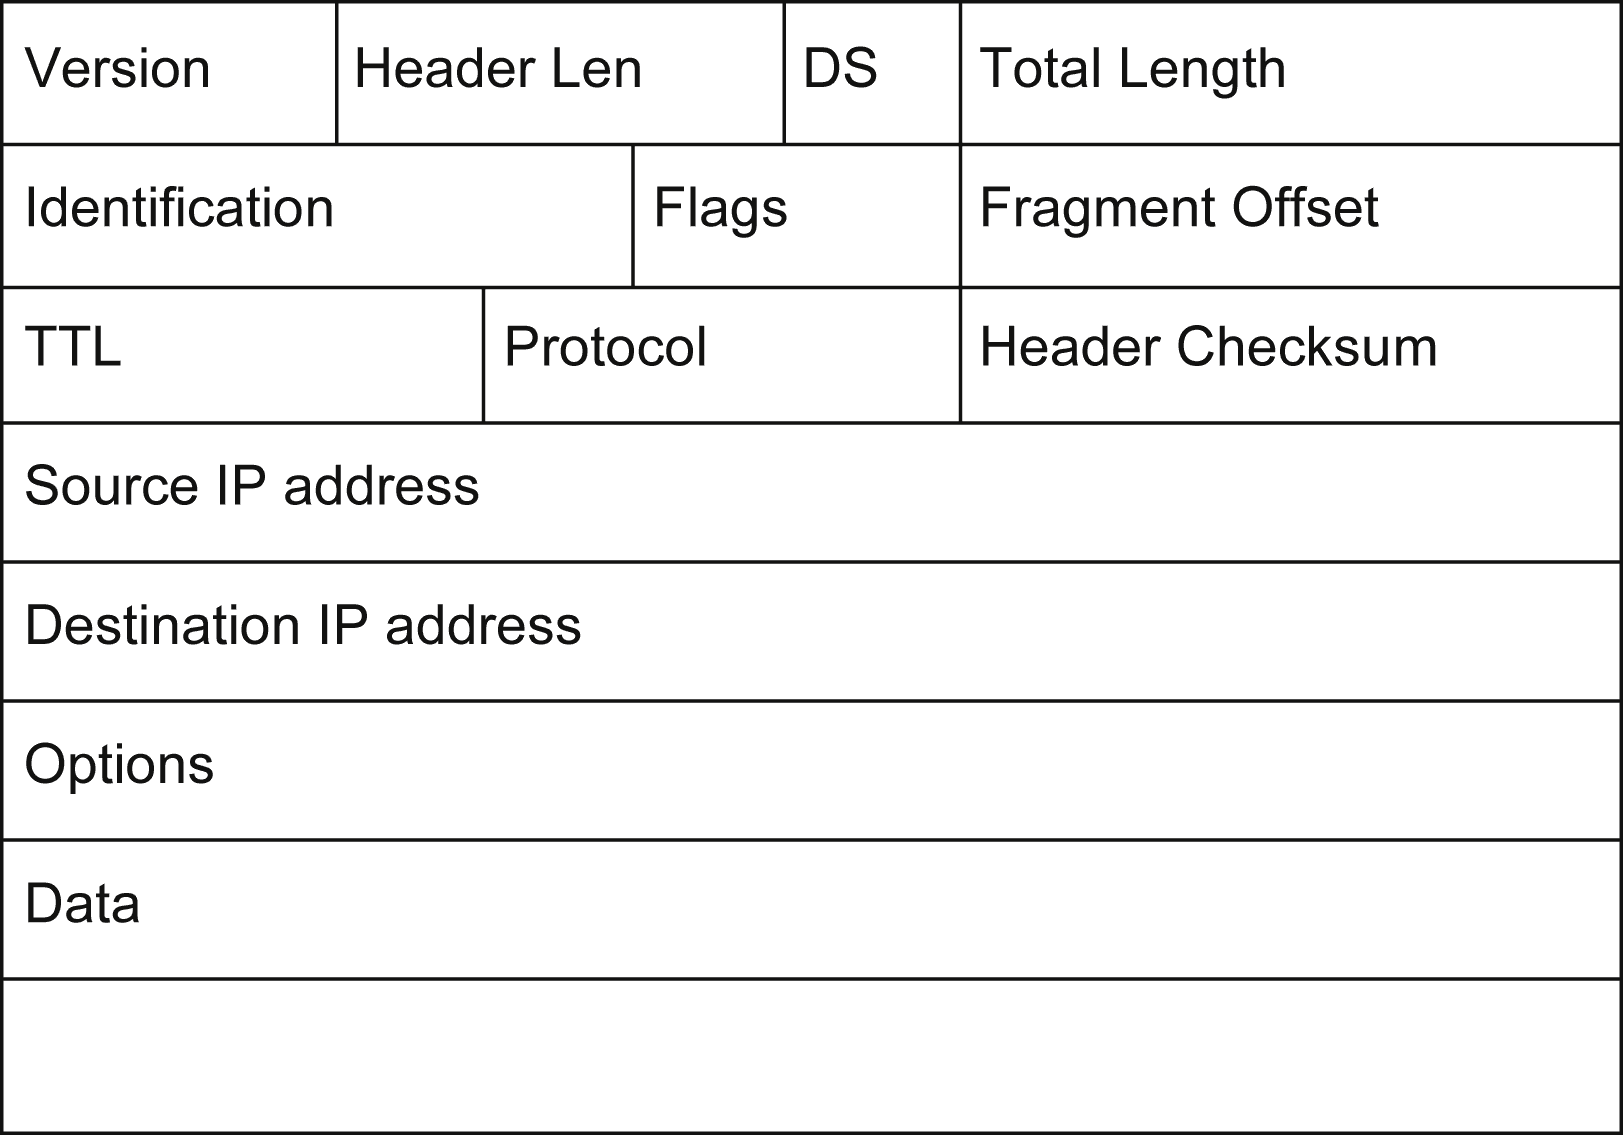 Version Header Len DS Total Length
Identification Flags Fragment Offset
TTL Protocol Header Checksum
Source IP address
Destination IP address
Options
Data